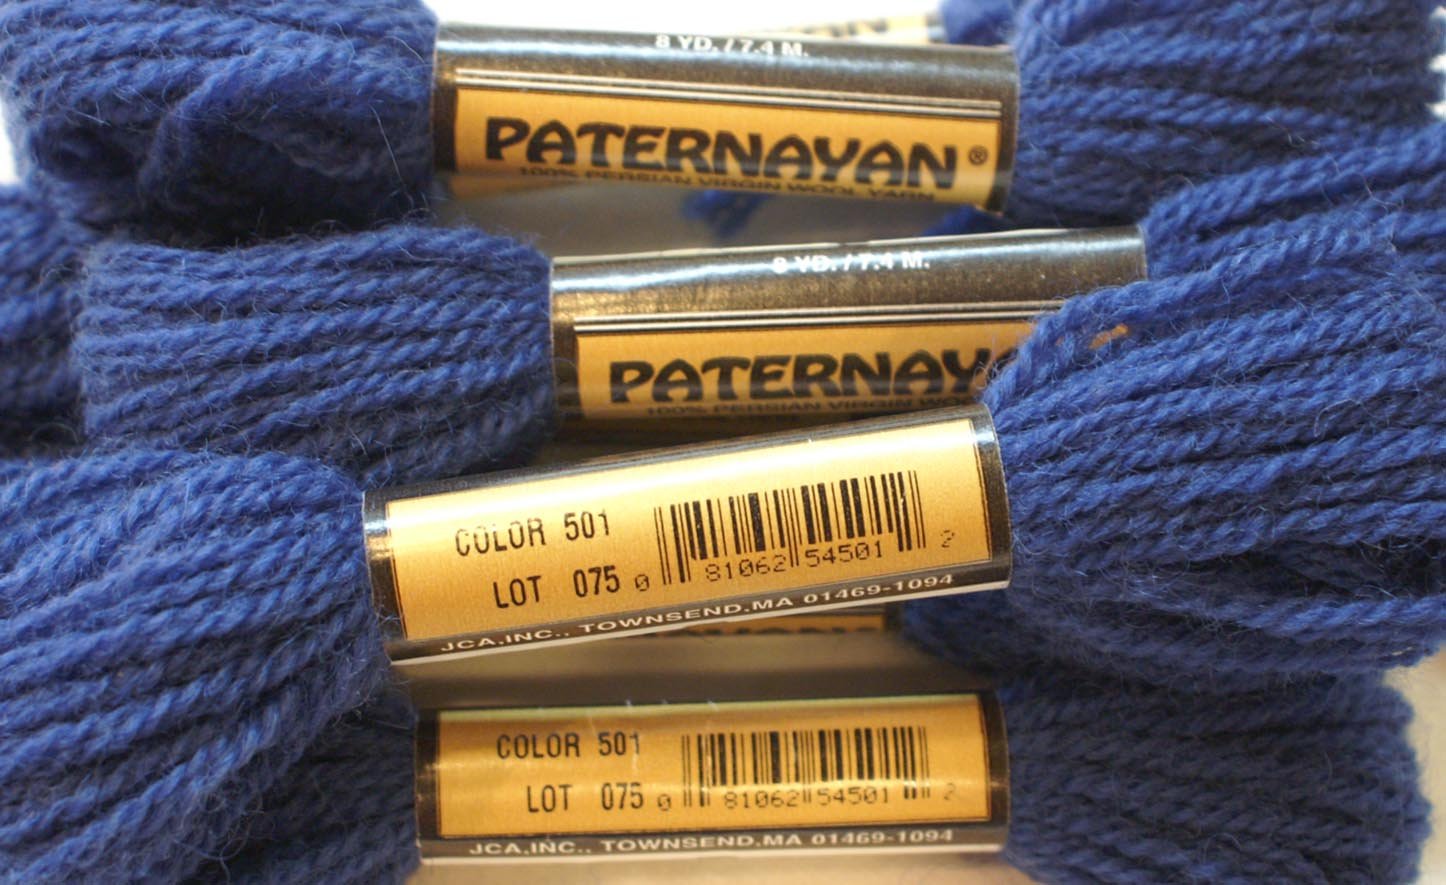 8 YD. / 7.4 M.
PATERNAYAN®
100% PERSIAN VIRGIN WOOL YARN
8 YD. / 7.4 M.
PATERNAY
100% PERSIAN VIRGIN
COLOR 501
LOT 075
0 81062 54501 2
JCA, INC., TOWNSEND, MA 01469-1094
COLOR 501
LOT 075
0 81062 54501 2
JCA, INC., TOWNSEND, MA 01469-1094